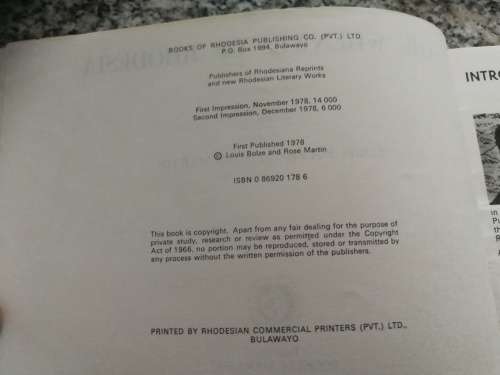 BOOKS OF RHODESIA PUBLISHING CO. (PVT.) LTD.
P.O. Box 1994, Bulawayo
Publishers of Rhodesiana Reprints
and new Rhodesian Literary Works
First Impression, November 1978, 14 000
Second Impression, December 1978, 6 000
First Published 1978
© Louis Bolze and Rose Martin
ISBN 0 86920 178 6
This book is copyright. Apart from any fair dealing for the purpose of
private study, research or review as permitted under the Copyright
Act of 1966, no portion may be reproduced, stored or transmitted by
any process without the written permission of the publishers.
PRINTED BY RHODESIAN COMMERCIAL PRINTERS (PVT.) LTD.,
BULAWAYO
INTRO
in